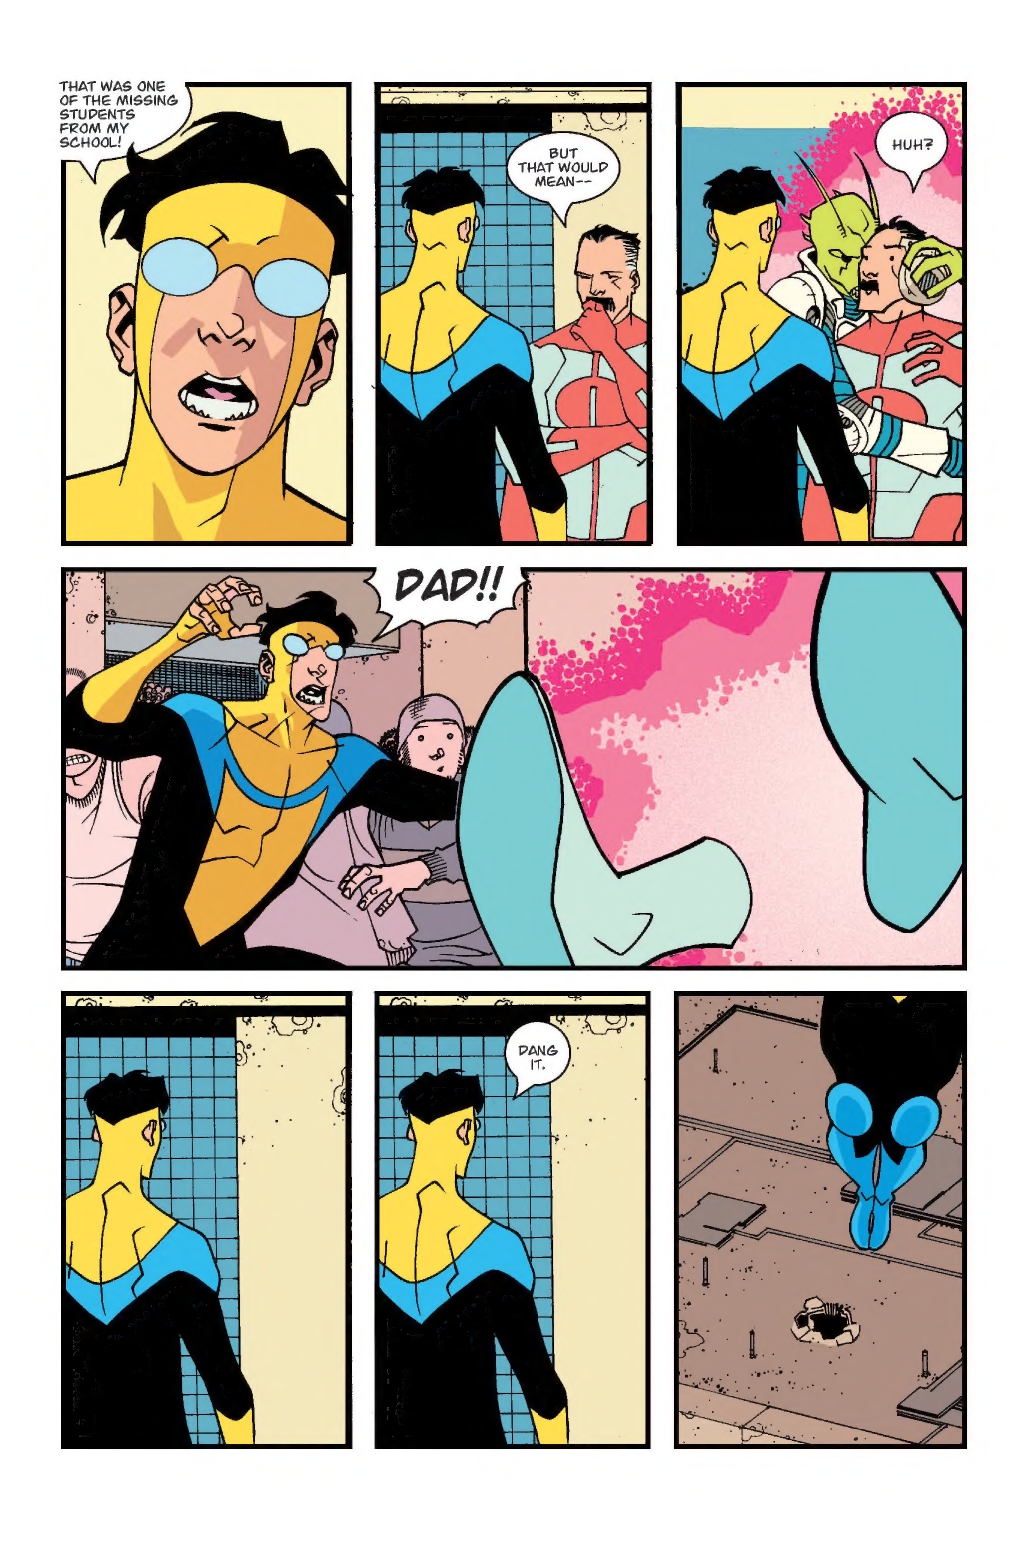 THAT WAS ONE
OF THE MISSING
STUDENTS
FROM MY
SCHOOL!
BUT
THAT WOULD
MEAN--
HUH?
DAD!!
DANG
IT.